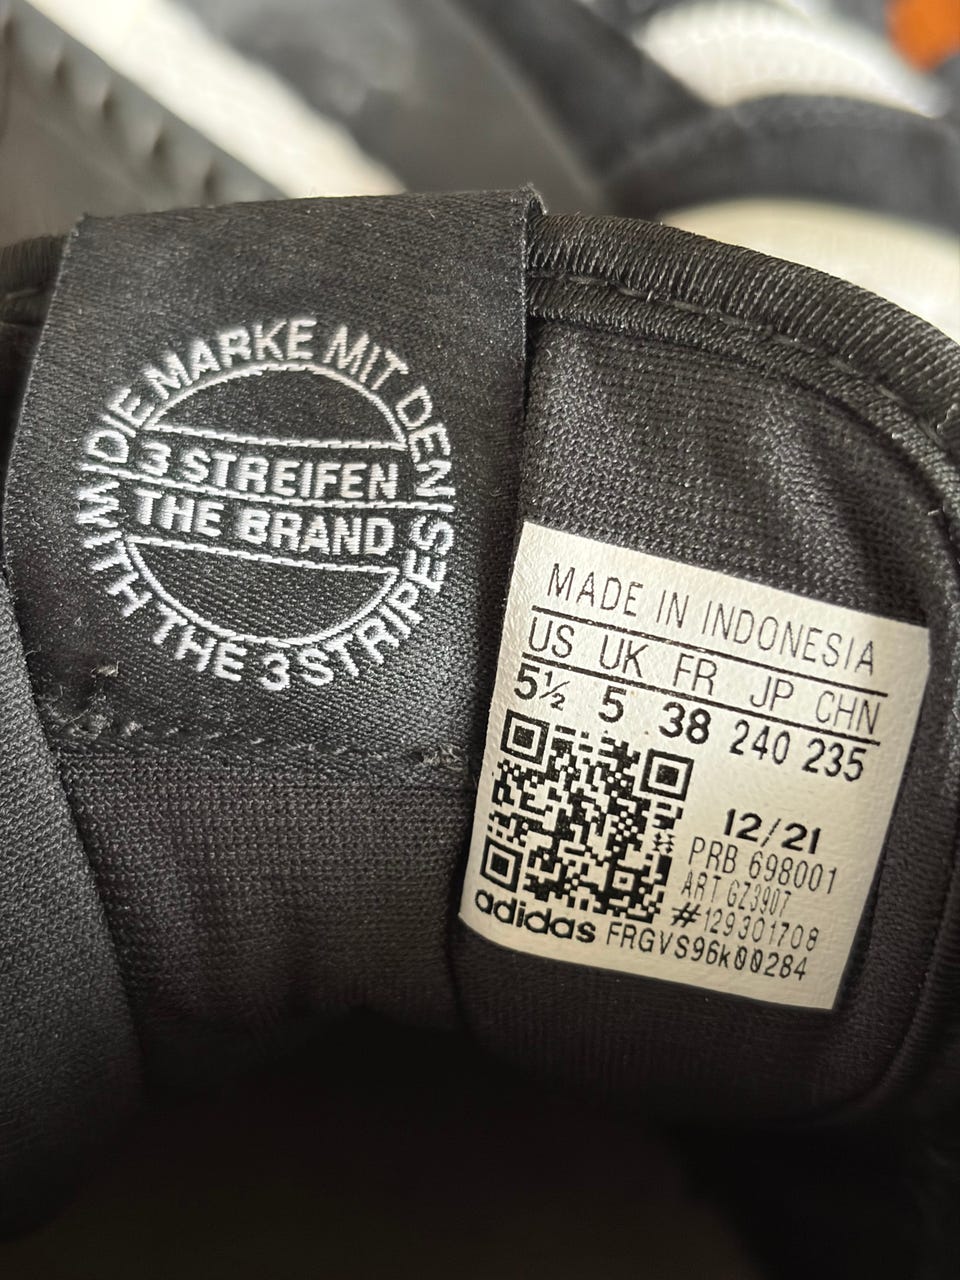 DIE MARKE MIT DEN
3 STREIFEN
THE BRAND
WITH THE 3 STRIPES
MADE IN INDONESIA
US UK FR JP CHN
5½ 5 38 240 235
12/21
PRB 698001
ART GZ3907
#129301708
adidas FRGVS96k00284